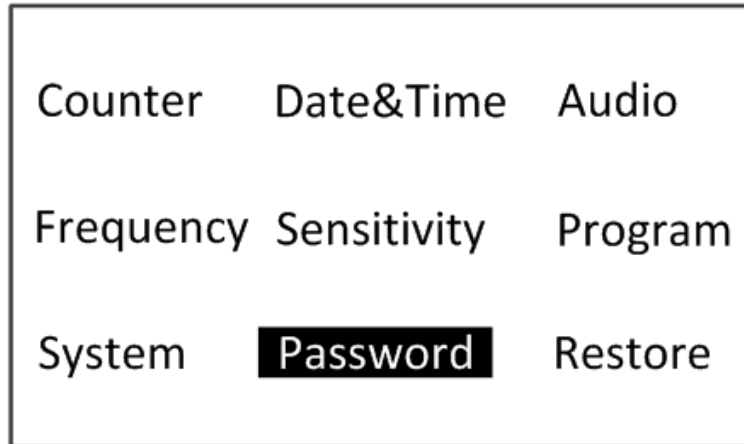 Counter Date&Time Audio
Frequency Sensitivity Program
System Password Restore